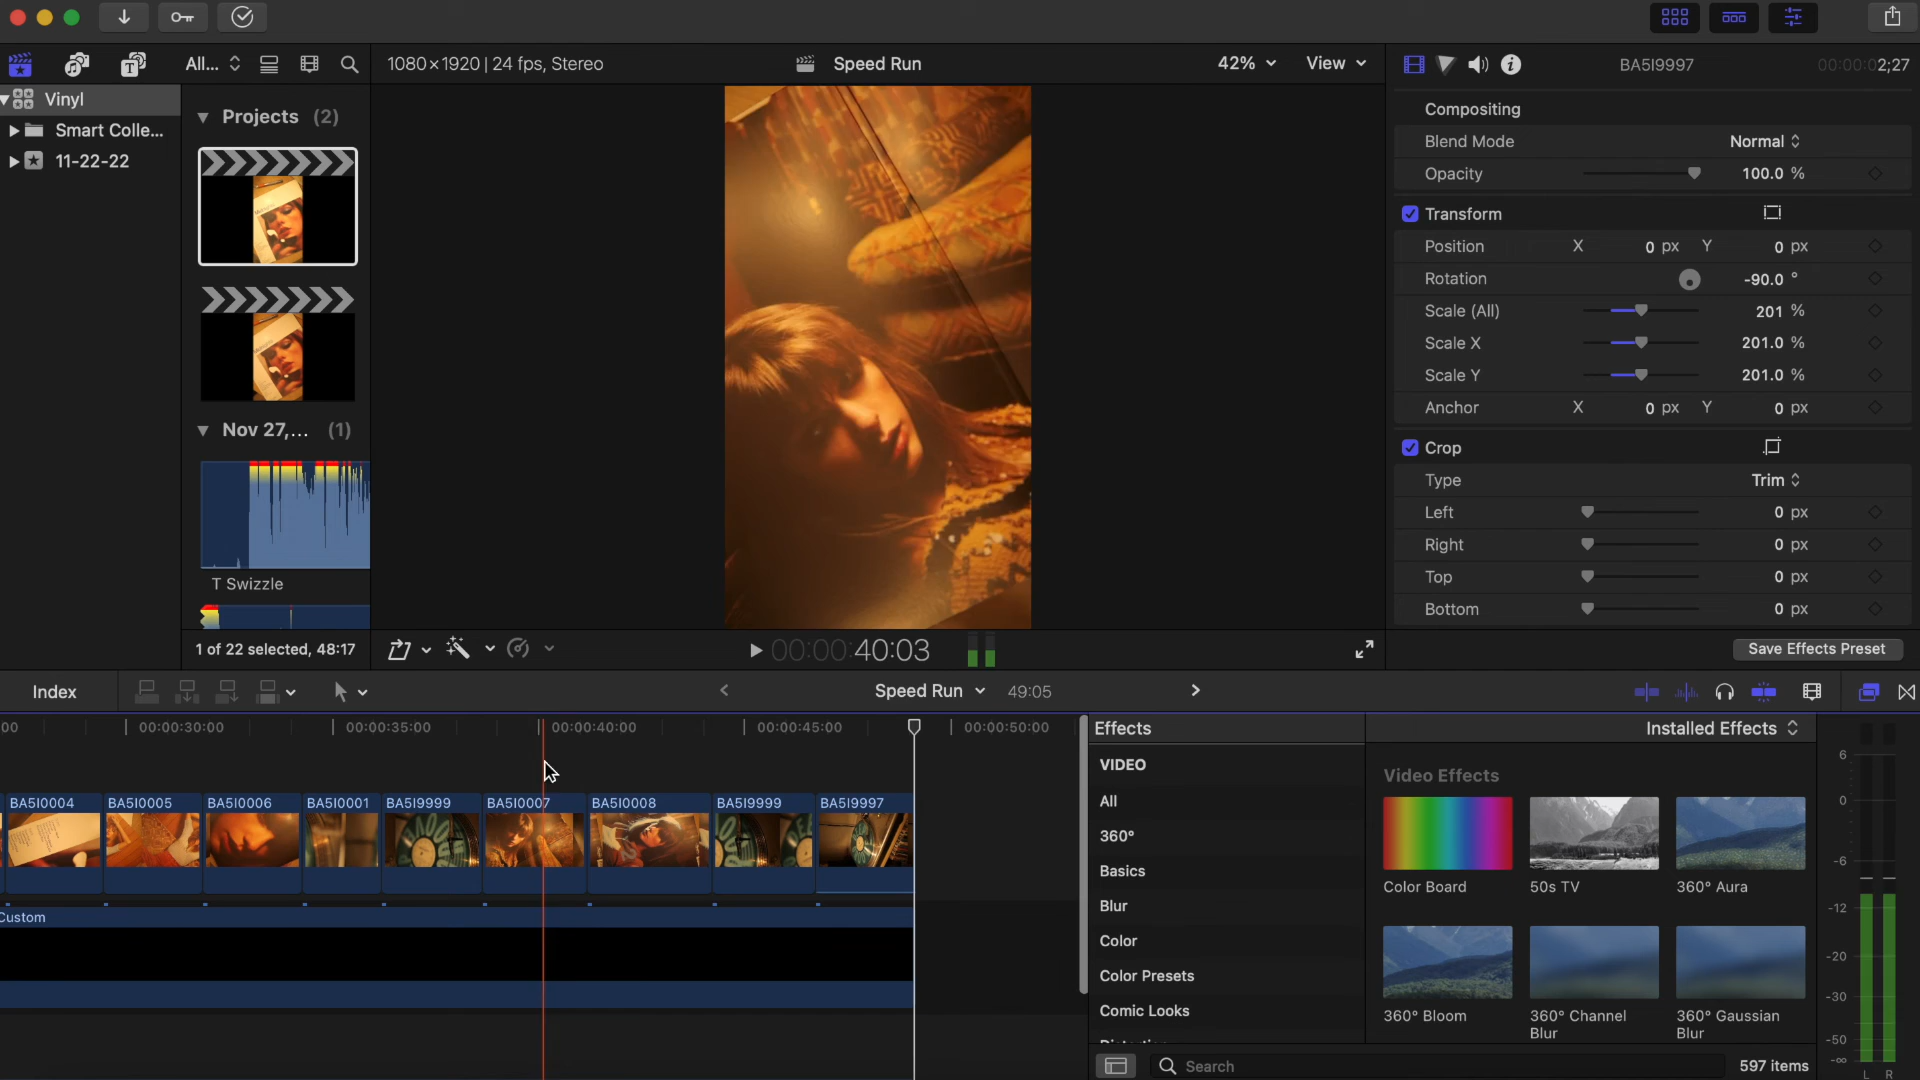 All...
1080×1920 | 24 fps, Stereo
Speed Run
42%
View
BA5I9997
00:00:02;27
Vinyl
Smart Colle...
11-22-22
Projects (2)
Nov 27,... (1)
T Swizzle
1 of 22 selected, 48:17
00:00:40:03
Compositing
Blend Mode
Normal
Opacity
100.0 %
Transform
Position X 0 px Y 0 px
Rotation -90.0 °
Scale (All) 201 %
Scale X 201.0 %
Scale Y 201.0 %
Anchor X 0 px Y 0 px
Crop
Type Trim
Left 0 px
Right 0 px
Top 0 px
Bottom 0 px
Save Effects Preset
Index
Speed Run
49:05
00
00:00:30:00
00:00:35:00
00:00:40:00
00:00:45:00
00:00:50:00
BA5I0004
BA5I0005
BA5I0006
BA5I0001
BA5I9999
BA5I0007
BA5I0008
BA5I9999
BA5I9997
Custom
Effects
VIDEO
All
360°
Basics
Blur
Color
Color Presets
Comic Looks
Installed Effects
Video Effects
Color Board
50s TV
360° Aura
360° Bloom
360° Channel
Blur
360° Gaussian
Blur
Search
597 items
6
0
-6
-12
-20
-30
-50
-∞
L R